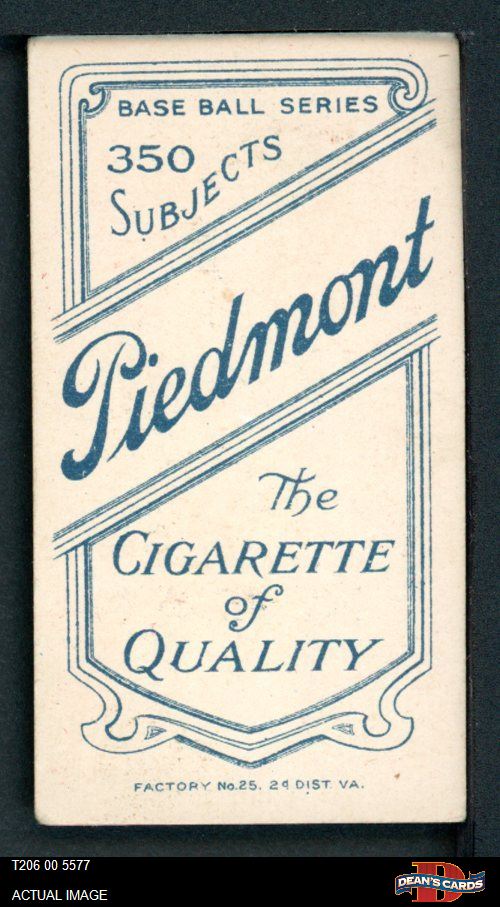 BASE BALL SERIES
350
SUBJECTS
Piedmont
The
CIGARETTE
of
QUALITY
FACTORY No.25. 2d DIST. VA.
T206 00 5577
ACTUAL IMAGE
D
DEAN'S CARDS